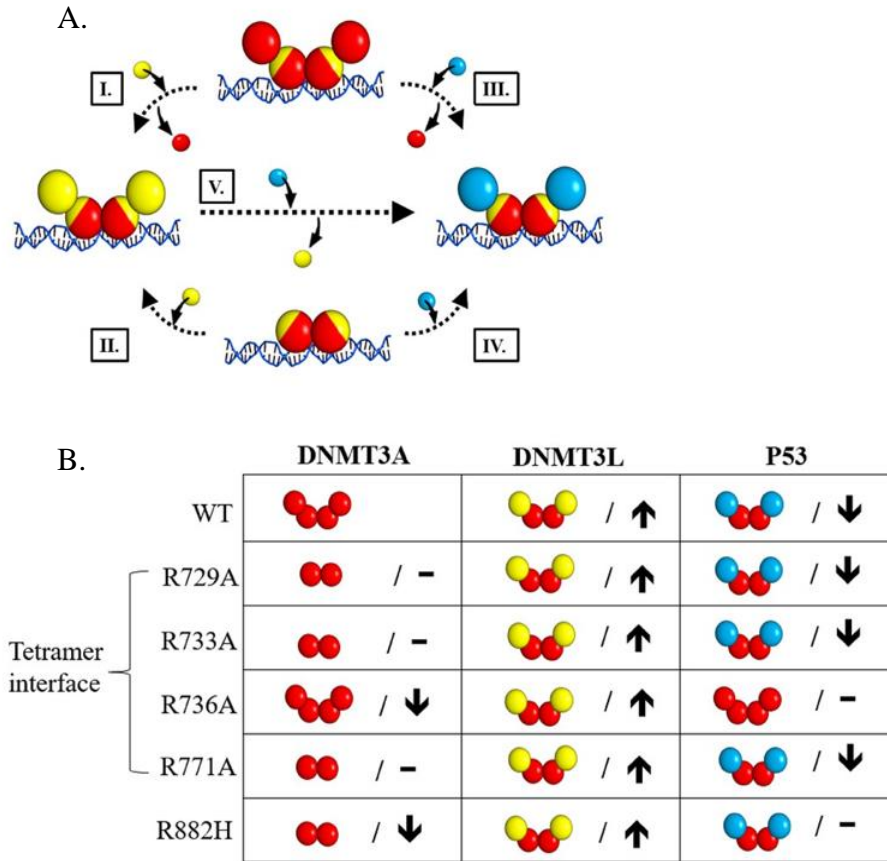 A.
I.
III.
V.
II.
IV.
B.
DNMT3A DNMT3L P53
WT / ↑ / ↓
R729A / - / ↑ / ↓
R733A / - / ↑ / ↓
Tetramer
interface
R736A / ↓ / ↑ / -
R771A / - / ↑ / ↓
R882H / ↓ / ↑ / -